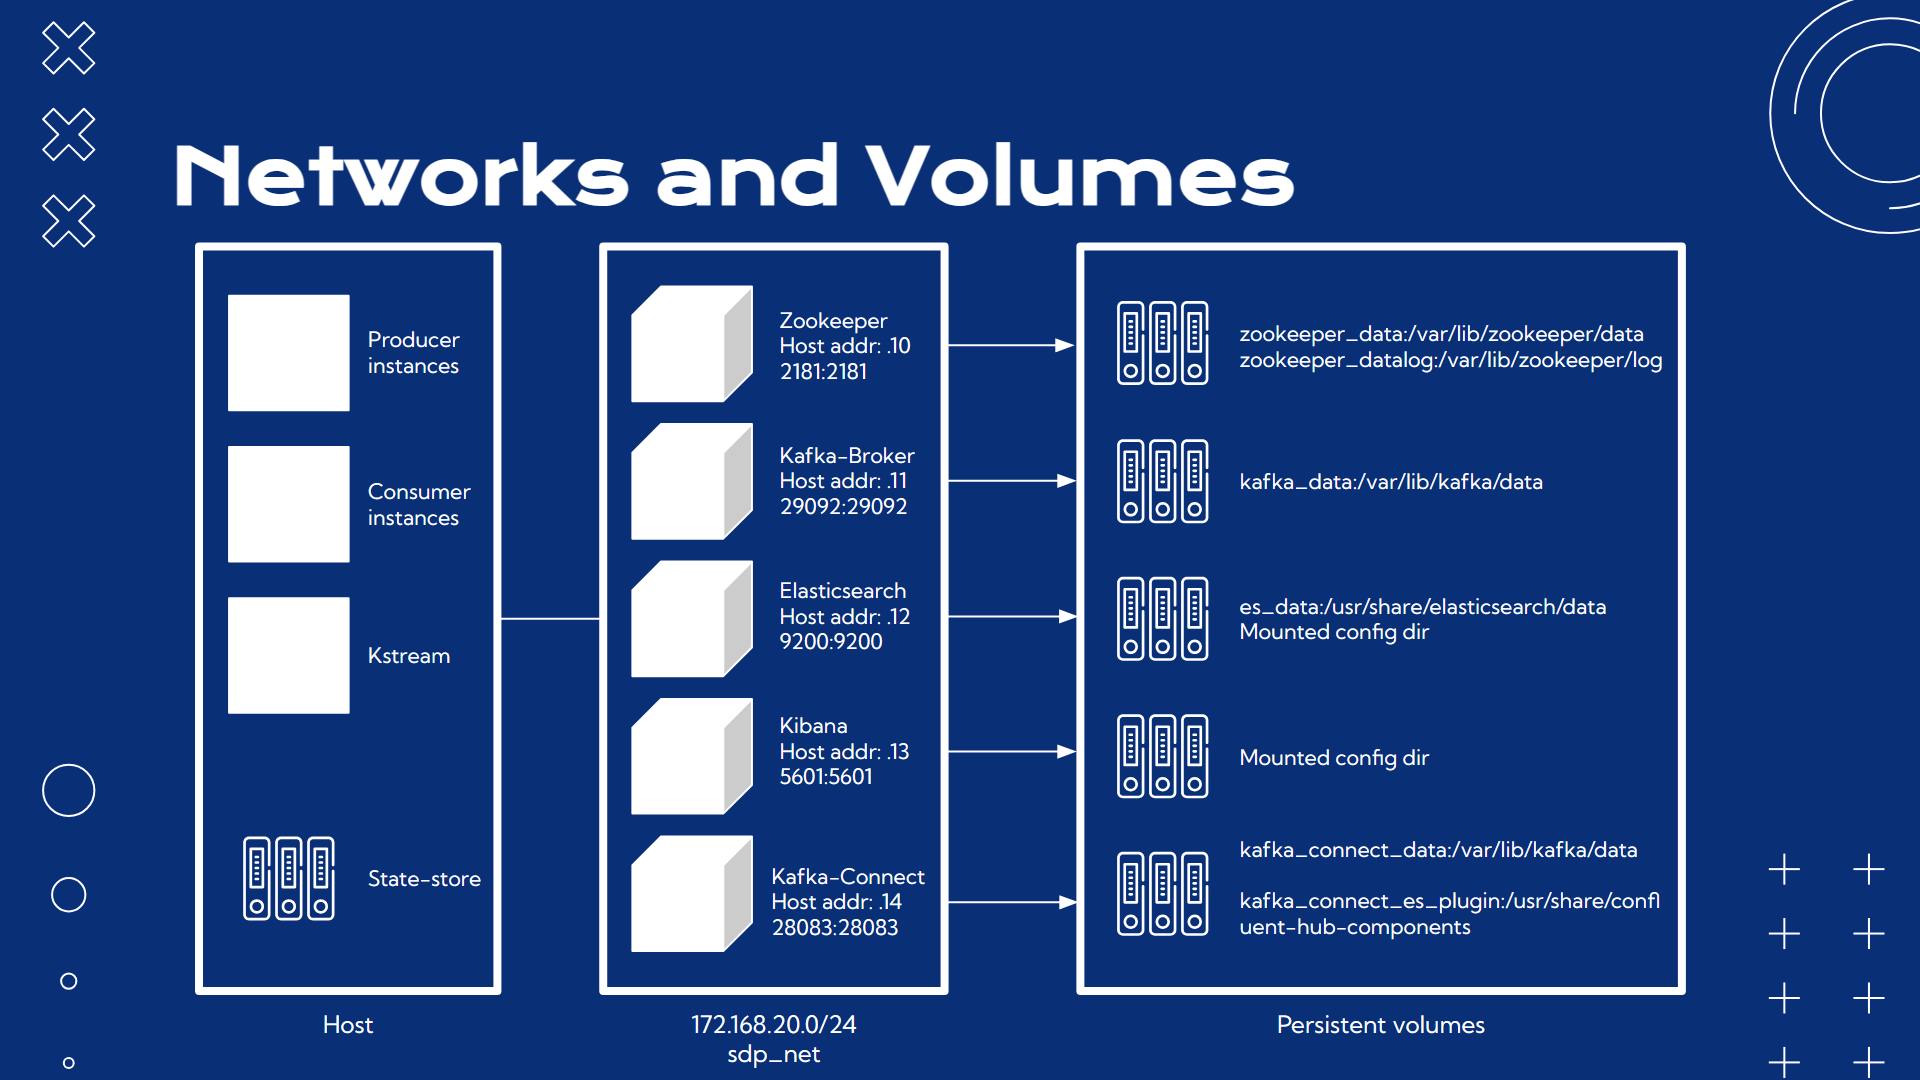 Networks and Volumes
Producer
instances
Consumer
instances
Kstream
State-store
Host
Zookeeper
Host addr: .10
2181:2181
Kafka-Broker
Host addr: .11
29092:29092
Elasticsearch
Host addr: .12
9200:9200
Kibana
Host addr: .13
5601:5601
Kafka-Connect
Host addr: .14
28083:28083
172.168.20.0/24
sdp_net
zookeeper_data:/var/lib/zookeeper/data
zookeeper_datalog:/var/lib/zookeeper/log
kafka_data:/var/lib/kafka/data
es_data:/usr/share/elasticsearch/data
Mounted config dir
Mounted config dir
kafka_connect_data:/var/lib/kafka/data
kafka_connect_es_plugin:/usr/share/confl
uent-hub-components
Persistent volumes